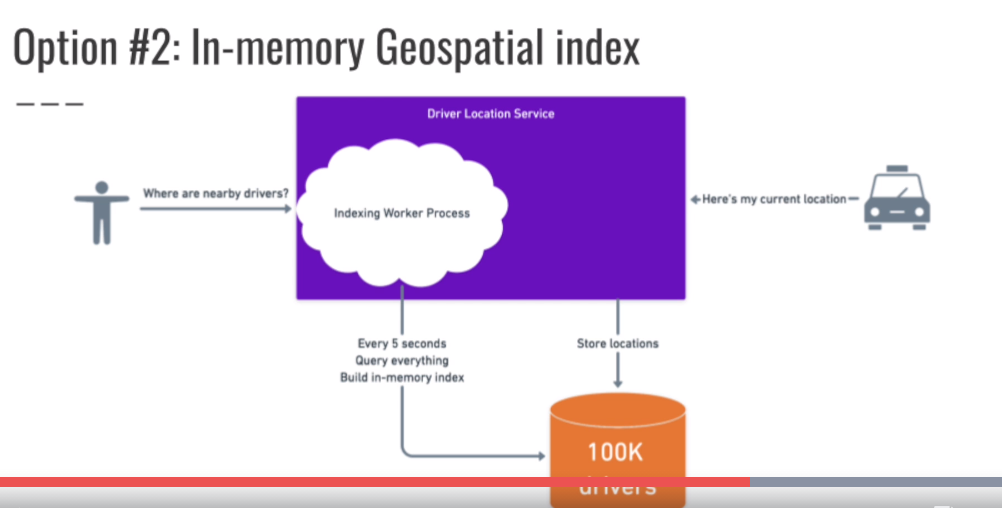 Option #2: In-memory Geospatial index
Driver Location Service
Where are nearby drivers?
Indexing Worker Process
Here's my current location
Every 5 seconds
Query everything
Build in-memory index
Store locations
100K
drivers